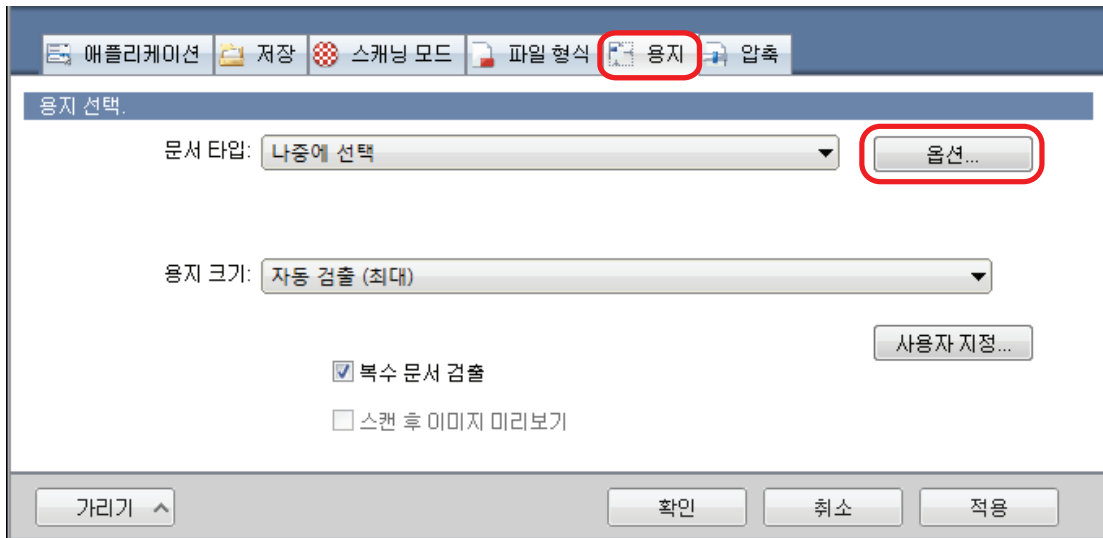 애플리케이션 저장 스캐닝 모드 파일 형식 용지 압축
용지 선택.
문서 타입: 나중에 선택 옵션...
용지 크기: 자동 검출 (최대)
사용자 지정...
복수 문서 검출
스캔 후 이미지 미리보기
가리기 확인 취소 적용